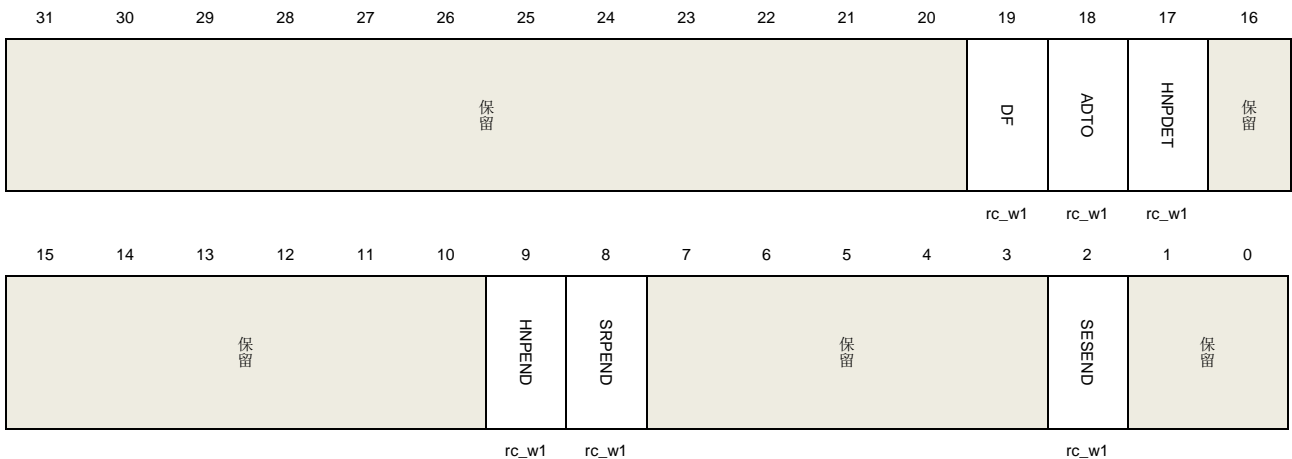 31 30 29 28 27 26 25 24 23 22 21 20 19 18 17 16
保留 DF ADTO HNPDET 保留
rc_w1 rc_w1 rc_w1
15 14 13 12 11 10 9 8 7 6 5 4 3 2 1 0
保留 HNPEND SRPEND 保留 SESEND 保留
rc_w1 rc_w1 rc_w1